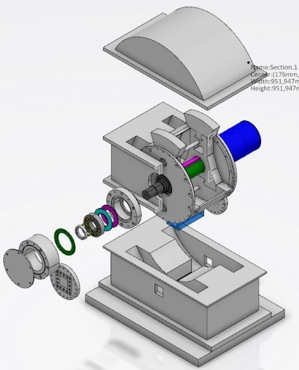 Name:Section.1
Center:(176mm,
Width:951,947m
Height:951,947m